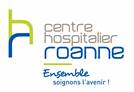 centre
hospitalier
roanne
Ensemble
soignons l'avenir !